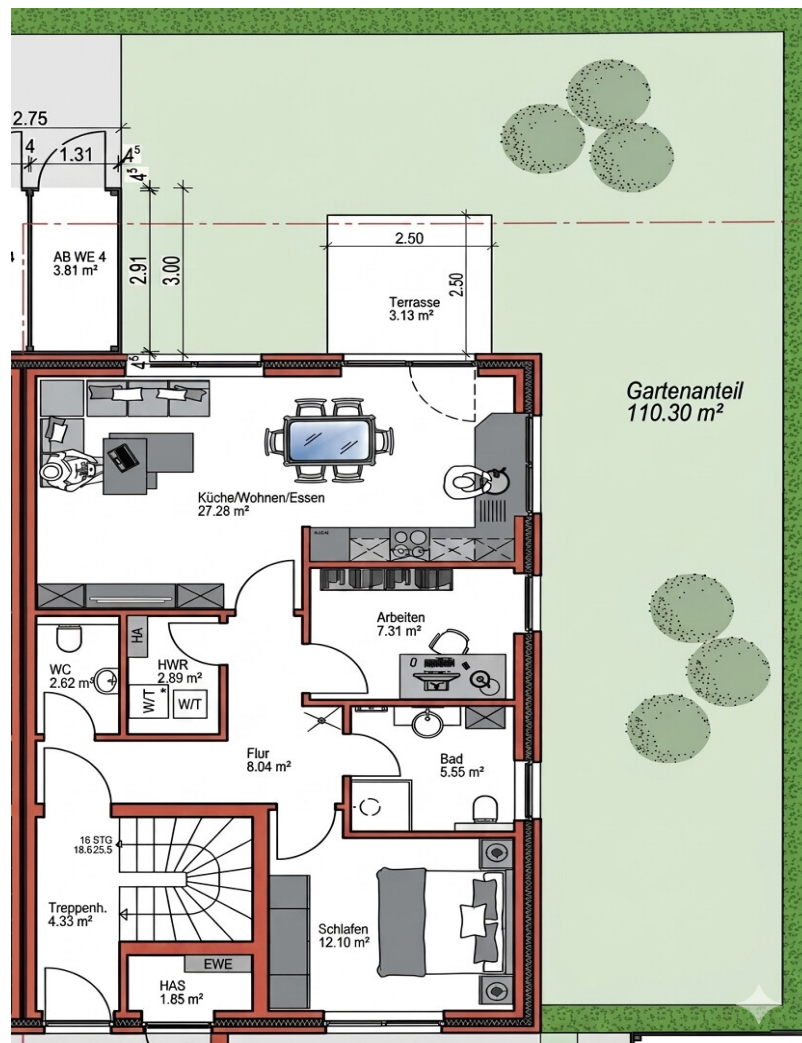 2.75
4
1.31
4⁵
4⁵
AB WE 4
3.81 m²
2.91
3.00
4⁵
2.50
2.50
Terrasse
3.13 m²
Gartenanteil
110.30 m²
Küche/Wohnen/Essen
27.28 m²
Arbeiten
7.31 m²
HA
HWR
2.89 m²
WC
2.62 m²
W/T
*
W/T
Flur
8.04 m²
Bad
5.55 m²
16 STG
18.625.5
Treppenh.
4.33 m²
Schlafen
12.10 m²
EWE
HAS
1.85 m²